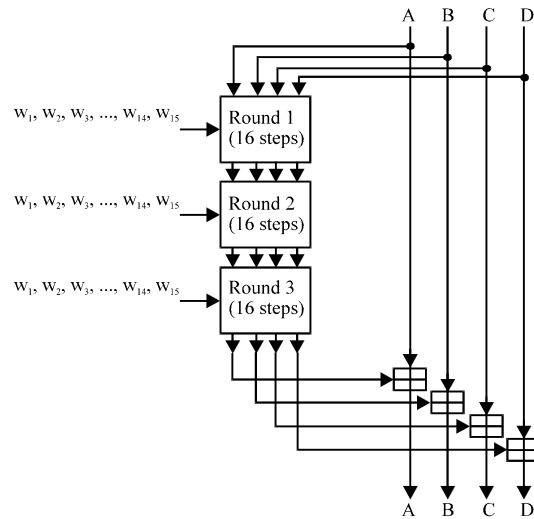 A B C D
W₁, W₂, W₃, ..., W₁₄, W₁₅
Round 1
(16 steps)
W₁, W₂, W₃, ..., W₁₄, W₁₅
Round 2
(16 steps)
W₁, W₂, W₃, ..., W₁₄, W₁₅
Round 3
(16 steps)
A B C D